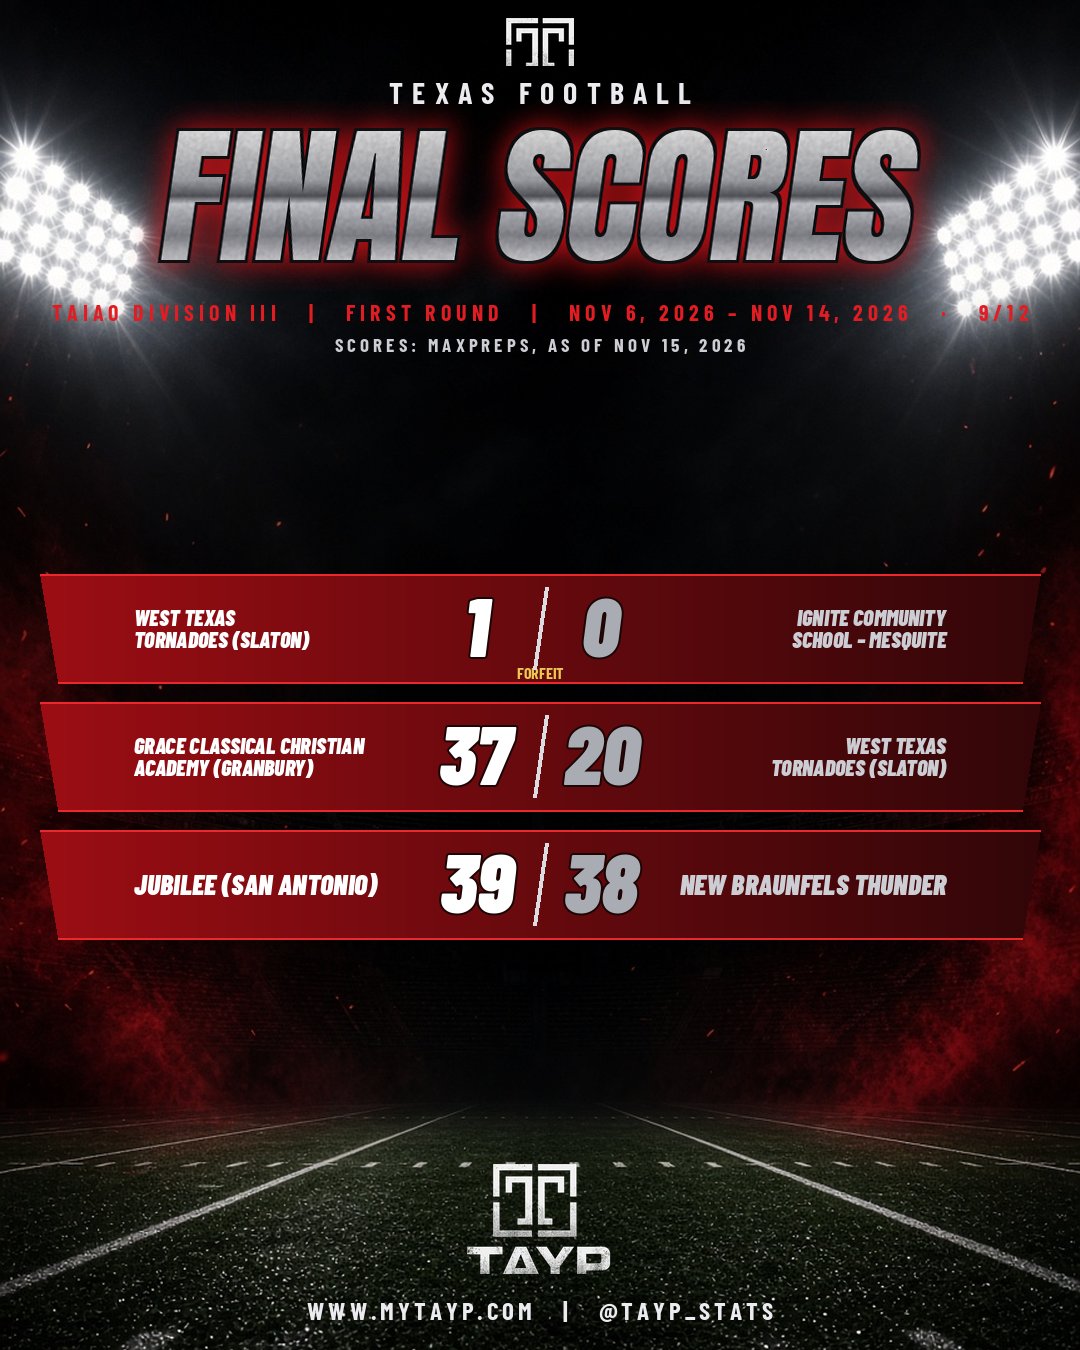 TEXAS FOOTBALL
FINAL SCORES
TAIAO DIVISION III | FIRST ROUND | NOV 6, 2026 - NOV 14, 2026 · 9/12
SCORES: MAXPREPS, AS OF NOV 15, 2026
WEST TEXAS
TORNADOES (SLATON)
1 / 0
FORFEIT
IGNITE COMMUNITY
SCHOOL - MESQUITE
GRACE CLASSICAL CHRISTIAN
ACADEMY (GRANBURY)
37 / 20
WEST TEXAS
TORNADOES (SLATON)
JUBILEE (SAN ANTONIO) 39 / 38 NEW BRAUNFELS THUNDER
TAYP
WWW.MYTAYP.COM | @TAYP_STATS